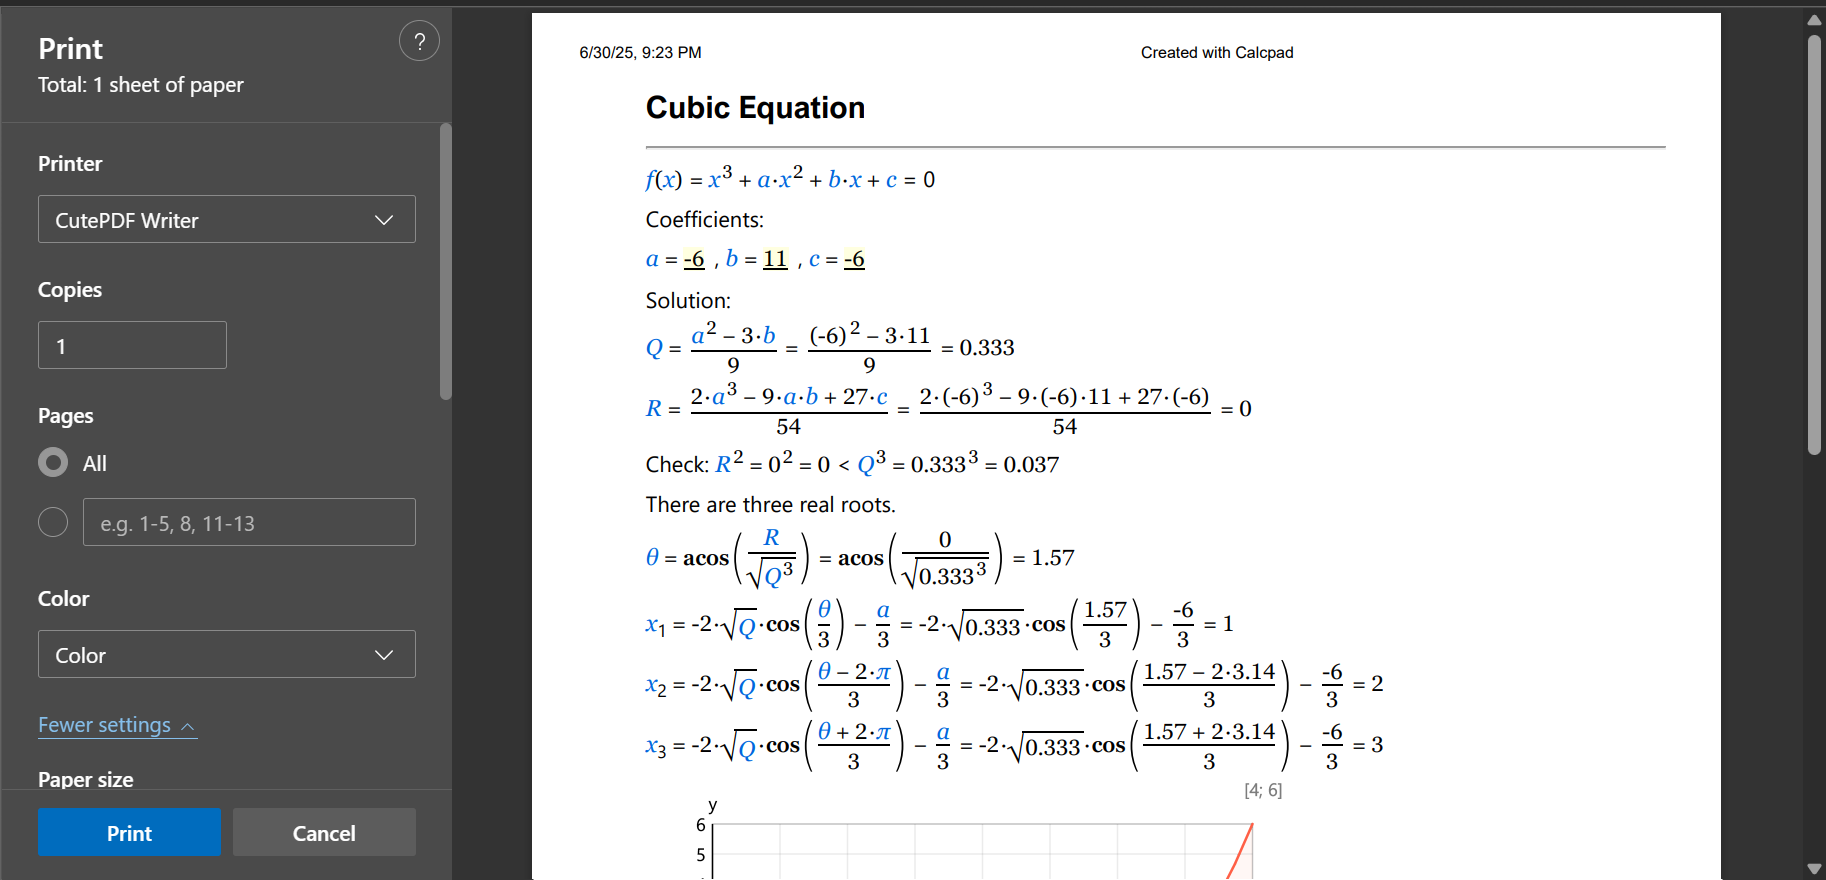 Print
?
Total: 1 sheet of paper
Printer
CutePDF Writer
Copies
1
Pages
All
e.g. 1-5, 8, 11-13
Color
Color
Fewer settings
Paper size
Print
Cancel
6/30/25, 9:23 PM
Created with Calcpad
Cubic Equation
f(x) = x³ + a·x² + b·x + c = 0
Coefficients:
a = -6 , b = 11 , c = -6
Solution:
Q = (a² – 3·b)/9 = ((-6)² – 3·11)/9 = 0.333
R = (2·a³ – 9·a·b + 27·c)/54 = (2·(-6)³ – 9·(-6)·11 + 27·(-6))/54 = 0
Check: R² = 0² = 0 < Q³ = 0.333³ = 0.037
There are three real roots.
θ = acos(R/√Q³) = acos(0/√0.333³) = 1.57
x₁ = -2·√Q·cos(θ/3) – a/3 = -2·√0.333·cos(1.57/3) – -6/3 = 1
x₂ = -2·√Q·cos((θ – 2·π)/3) – a/3 = -2·√0.333·cos((1.57 – 2·3.14)/3) – -6/3 = 2
x₃ = -2·√Q·cos((θ + 2·π)/3) – a/3 = -2·√0.333·cos((1.57 + 2·3.14)/3) – -6/3 = 3
[4; 6]
y
6
5